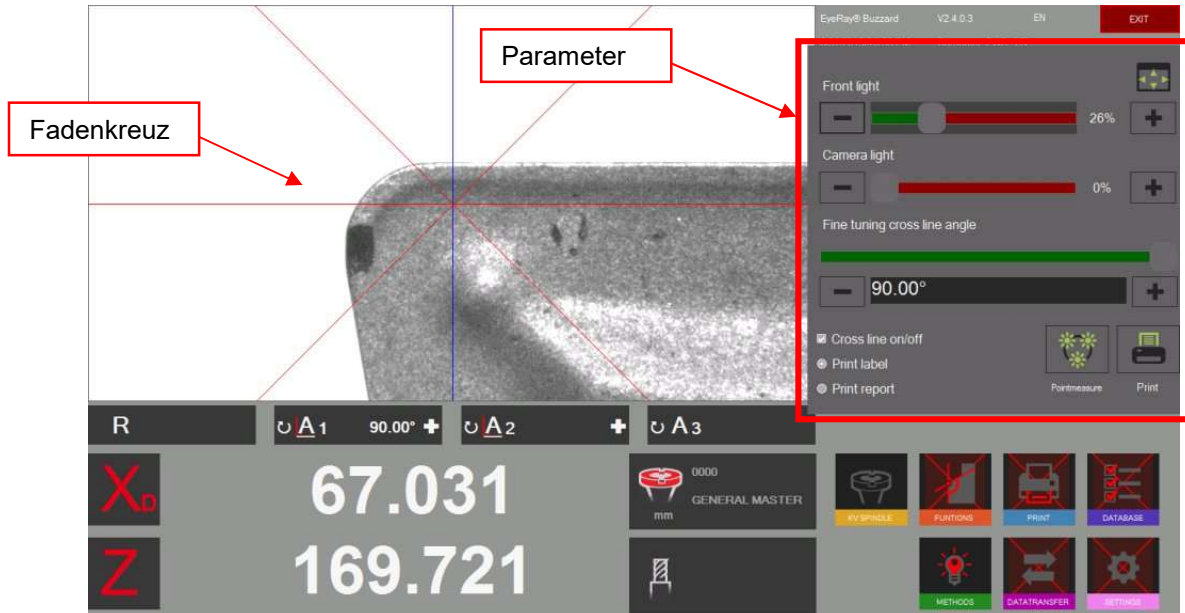 EyeRay® Buzzard V2.4.0.3 EN EXIT
Parameter
Fadenkreuz
Front light
26%
Camera light
0%
Fine tuning cross line angle
90.00°
Cross line on/off
Print label
Print report
Pointmeasure Print
R A1 90.00° A2 A3
XD 67.031
0000
GENERAL MASTER
mm
Z 169.721
KV SPINDLE FUNTIONS PRINT DATABASE
METHODS DATATRANSFER SETTINGS